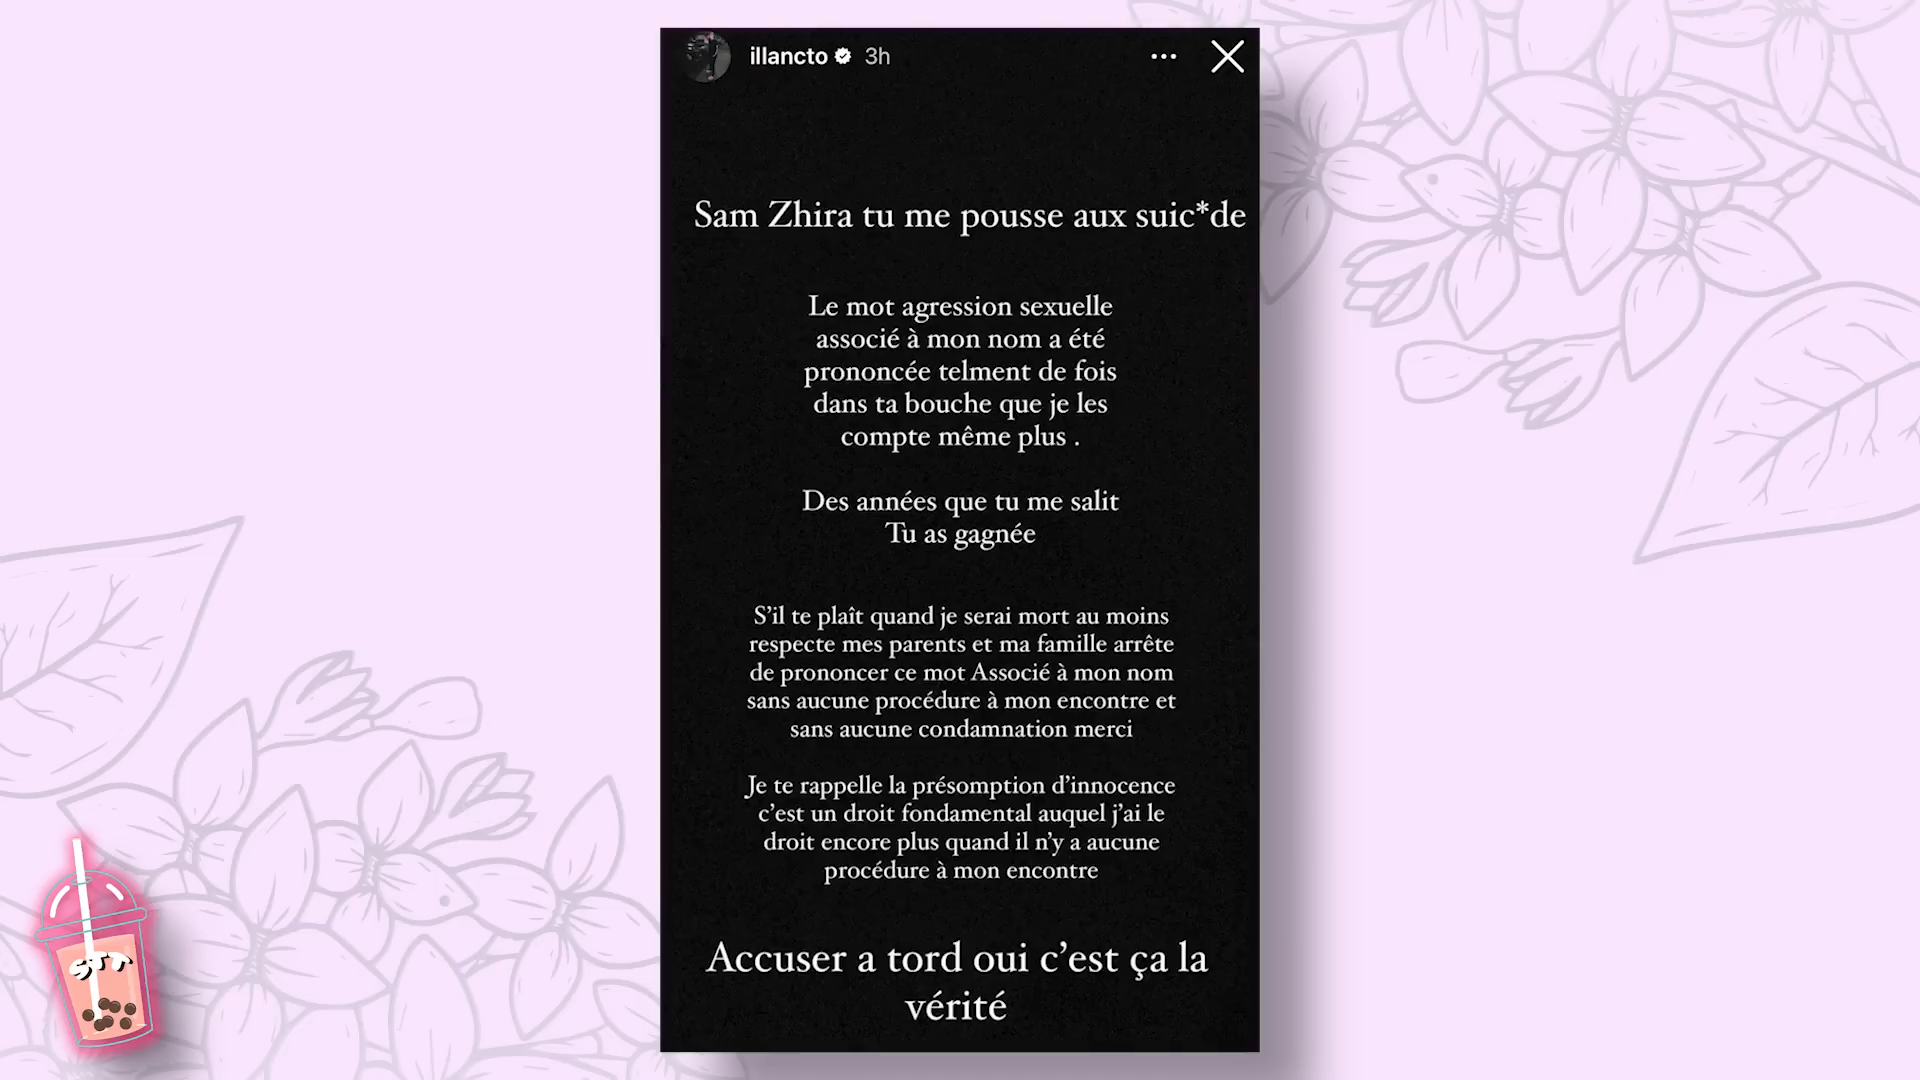 illancto 3h
Sam Zhira tu me pousse aux suic*de
Le mot agression sexuelle
associé à mon nom a été
prononcée telment de fois
dans ta bouche que je les
compte même plus .
Des années que tu me salit
Tu as gagnée
S'il te plaît quand je serai mort au moins
respecte mes parents et ma famille arrête
de prononcer ce mot Associé à mon nom
sans aucune procédure à mon encontre et
sans aucune condamnation merci
Je te rappelle la présomption d'innocence
c'est un droit fondamental auquel j'ai le
droit encore plus quand il n'y a aucune
procédure à mon encontre
Accuser a tord oui c'est ça la
vérité
STT